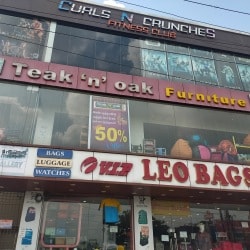 CURLS N CRUNCHES
FITNESS CLUB
Teak 'n' oak Furniture
50%
BAGS
LUGGAGE
WATCHES
VIP
LEO BAGS